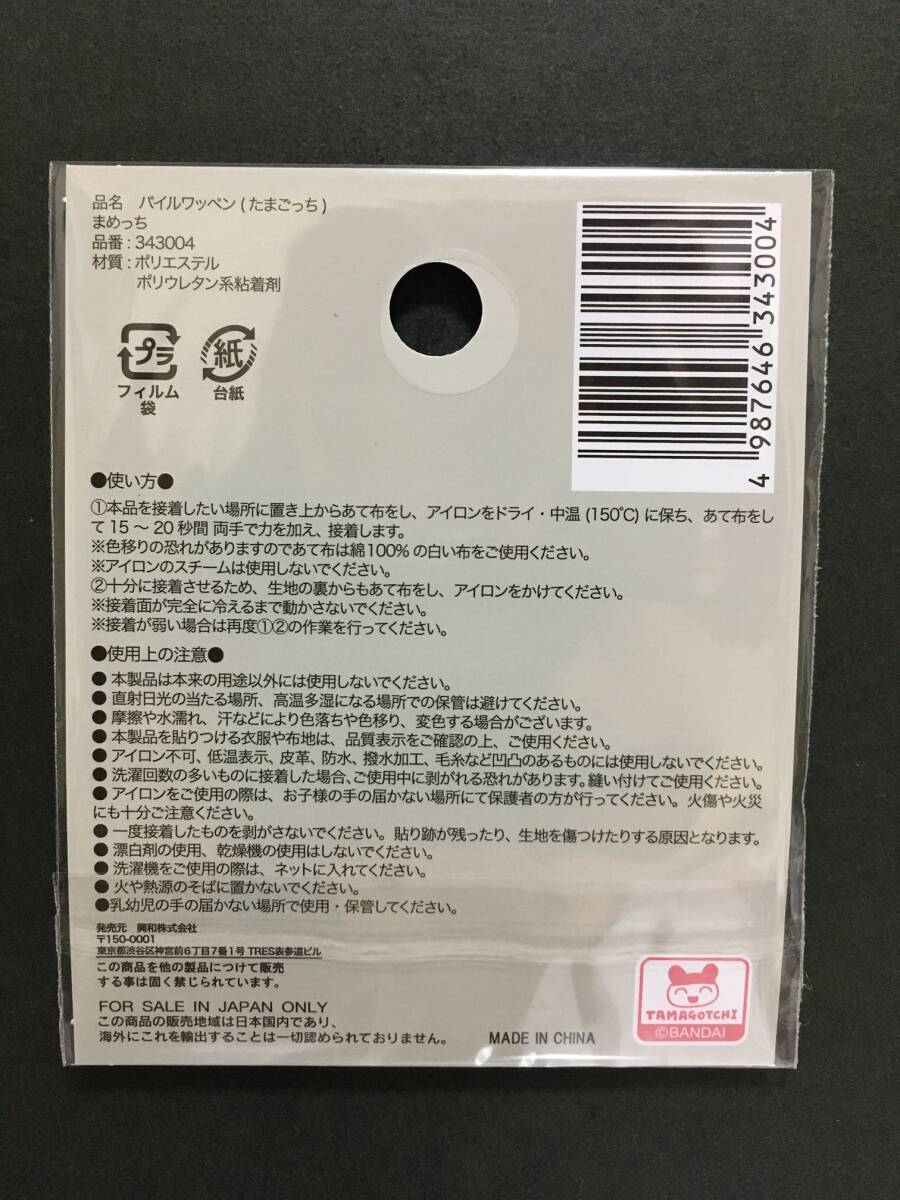 品名　パイルワッペン(たまごっち)
まめっち
品番:343004
材質:ポリエステル
ポリウレタン系粘着剤
プラ
フィルム
袋
紙
台紙
4 987646 343004
●使い方●
①本品を接着したい場所に置き上からあて布をし、アイロンをドライ・中温(150℃)に保ち、あて布をし
て15～20秒間 両手で力を加え、接着します。
※色移りの恐れがありますのであて布は綿100%の白い布をご使用ください。
※アイロンのスチームは使用しないでください。
②十分に接着させるため、生地の裏からもあて布をし、アイロンをかけてください。
※接着面が完全に冷えるまで動かさないでください。
※接着が弱い場合は再度①②の作業を行ってください。
●使用上の注意●
● 本製品は本来の用途以外には使用しないでください。
● 直射日光の当たる場所、高温多湿になる場所での保管は避けてください。
● 摩擦や水濡れ、汗などにより色落ちや色移り、変色する場合がございます。
● 本製品を貼りつける衣服や布地は、品質表示をご確認の上、ご使用ください。
● アイロン不可、低温表示、皮革、防水、撥水加工、毛糸など凹凸のあるものには使用しないでください。
● 洗濯回数の多いものに接着した場合、ご使用中に剥がれる恐れがあります。縫い付けてご使用ください。
● アイロンをご使用の際は、お子様の手の届かない場所にて保護者の方が行ってください。火傷や火災
にも十分ご注意ください。
● 一度接着したものを剥がさないでください。貼り跡が残ったり、生地を傷つけたりする原因となります。
● 漂白剤の使用、乾燥機の使用はしないでください。
● 洗濯機をご使用の際は、ネットに入れてください。
● 火や熱源のそばに置かないでください。
●乳幼児の手の届かない場所で使用・保管してください。
発売元　興和株式会社
〒150-0001
東京都渋谷区神宮前6丁目7番1号 TRES表参道ビル
この商品を他の製品につけて販売
する事は固く禁じられています。
FOR SALE IN JAPAN ONLY
この商品の販売地域は日本国内であり、
海外にこれを輸出することは一切認められておりません。
MADE IN CHINA
TAMAGOTCHI
©BANDAI